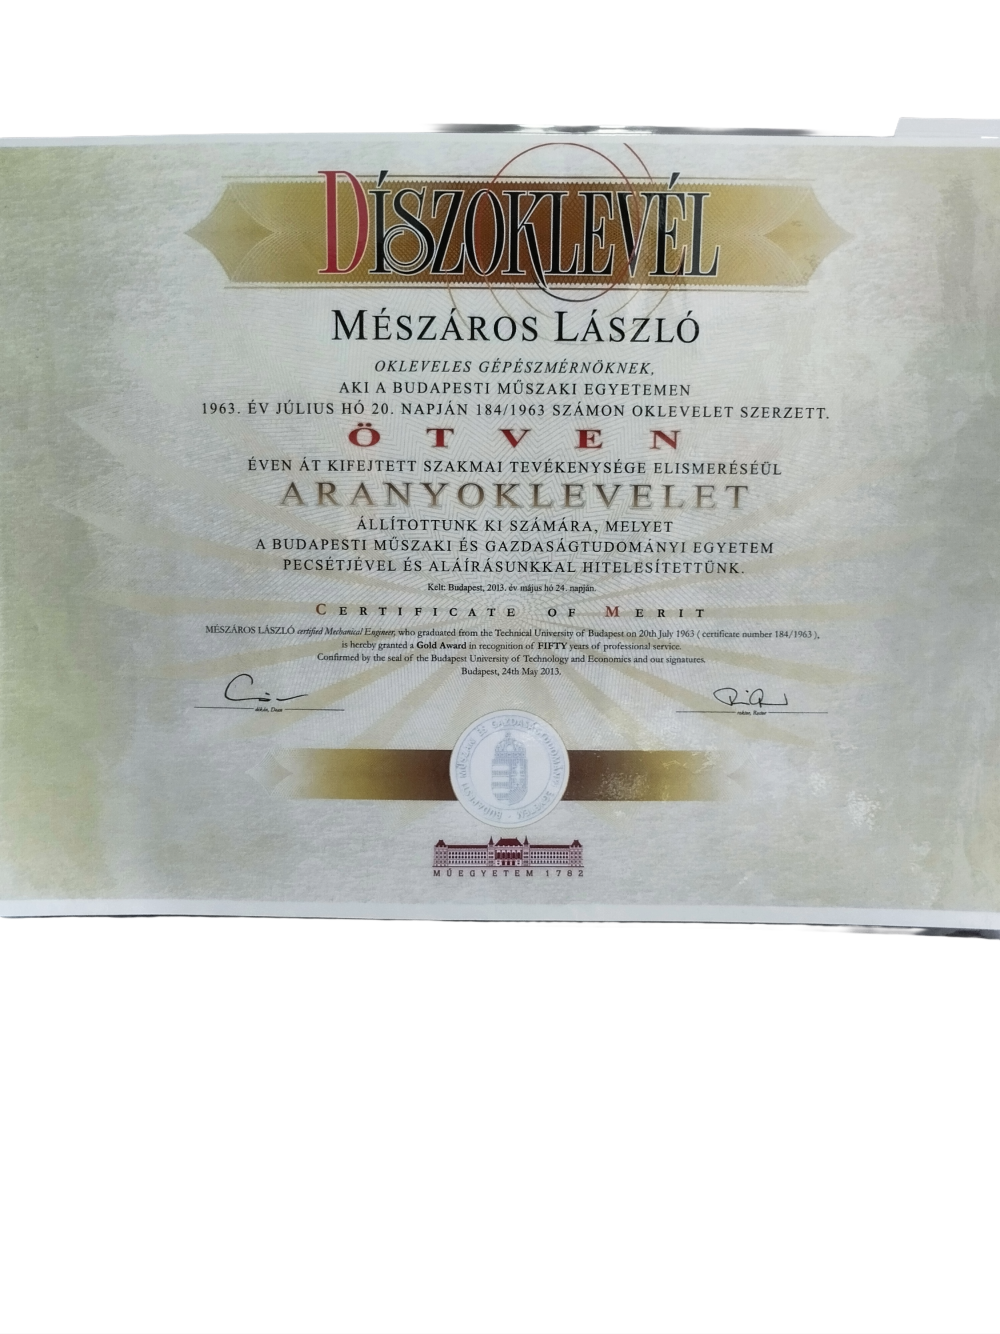 DÍSZOKLEVÉL
MÉSZÁROS LÁSZLÓ
OKLEVELES GÉPÉSZMÉRNÖKNEK,
AKI A BUDAPESTI MŰSZAKI EGYETEMEN
1963. ÉV JÚLIUS HÓ 20. NAPJÁN 184/1963 SZÁMON OKLEVELET SZERZETT.
ÖTVEN
ÉVEN ÁT KIFEJTETT SZAKMAI TEVÉKENYSÉGE ELISMERÉSÉÜL
ARANYOKLEVELET
ÁLLÍTOTTUNK KI SZÁMÁRA, MELYET
A BUDAPESTI MŰSZAKI ÉS GAZDASÁGTUDOMÁNYI EGYETEM
PECSÉTJÉVEL ÉS ALÁÍRÁSUNKKAL HITELESÍTETTÜNK.
Kelt: Budapest, 2013. év május hó 24. napján.
CERTIFICATE OF MERIT
MÉSZÁROS LÁSZLÓ certified Mechanical Engineer, who graduated from the Technical University of Budapest on 20th July 1963 ( certificate number 184/1963 ),
is hereby granted a Gold Award in recognition of FIFTY years of professional service.
Confirmed by the seal of the Budapest University of Technology and Economics and our signatures.
Budapest, 24th May 2013.
dékán, Dean
rektor, Rector
MŰEGYETEM 1782